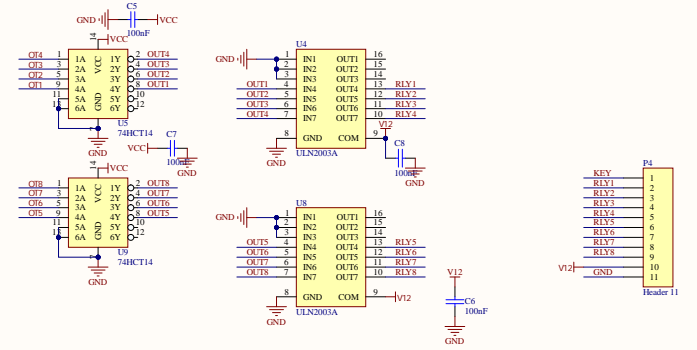 C5
GND VCC
100nF
14 VCC
OT4 1 1A 1Y 2 OUT4
OT3 3 2A 2Y 4 OUT3
OT2 5 3A 3Y 6 OUT2
OT1 9 4A 4Y 8 OUT1
11 5A 5Y 10
6A 6Y 12
VCC GND
U5
74HCT14
7
GND
C7
VCC
100nF
GND
14 VCC
OT8 1 1A 1Y 2 OUT8
OT7 3 2A 2Y 4 OUT7
OT6 5 3A 3Y 6 OUT6
OT5 9 4A 4Y 8 OUT5
11 5A 5Y 10
6A 6Y 12
VCC GND
U9
74HCT14
7
GND
U4
GND 1 IN1 OUT1 16
2 IN2 OUT2 15
3 IN3 OUT3 14
OUT1 4 IN4 OUT4 13 RLY1
OUT2 5 IN5 OUT5 12 RLY2
OUT3 6 IN6 OUT6 11 RLY3
OUT4 7 IN7 OUT7 10 RLY4
V12
8 GND COM 9
GND
ULN2003A
C8
GND
U8
GND 1 IN1 OUT1 16
2 IN2 OUT2 15
3 IN3 OUT3 14
OUT5 4 IN4 OUT4 13 RLY5
OUT6 5 IN5 OUT5 12 RLY6
OUT7 6 IN6 OUT6 11 RLY7
OUT8 7 IN7 OUT7 10 RLY8
8 GND COM 9 V12
GND
ULN2003A
V12
C6
100nF
GND
P4
KEY 1
RLY1 2
RLY2 3
RLY3 4
RLY4 5
RLY5 6
RLY6 7
RLY7 8
RLY8 9
V12 10
GND 11
Header 11